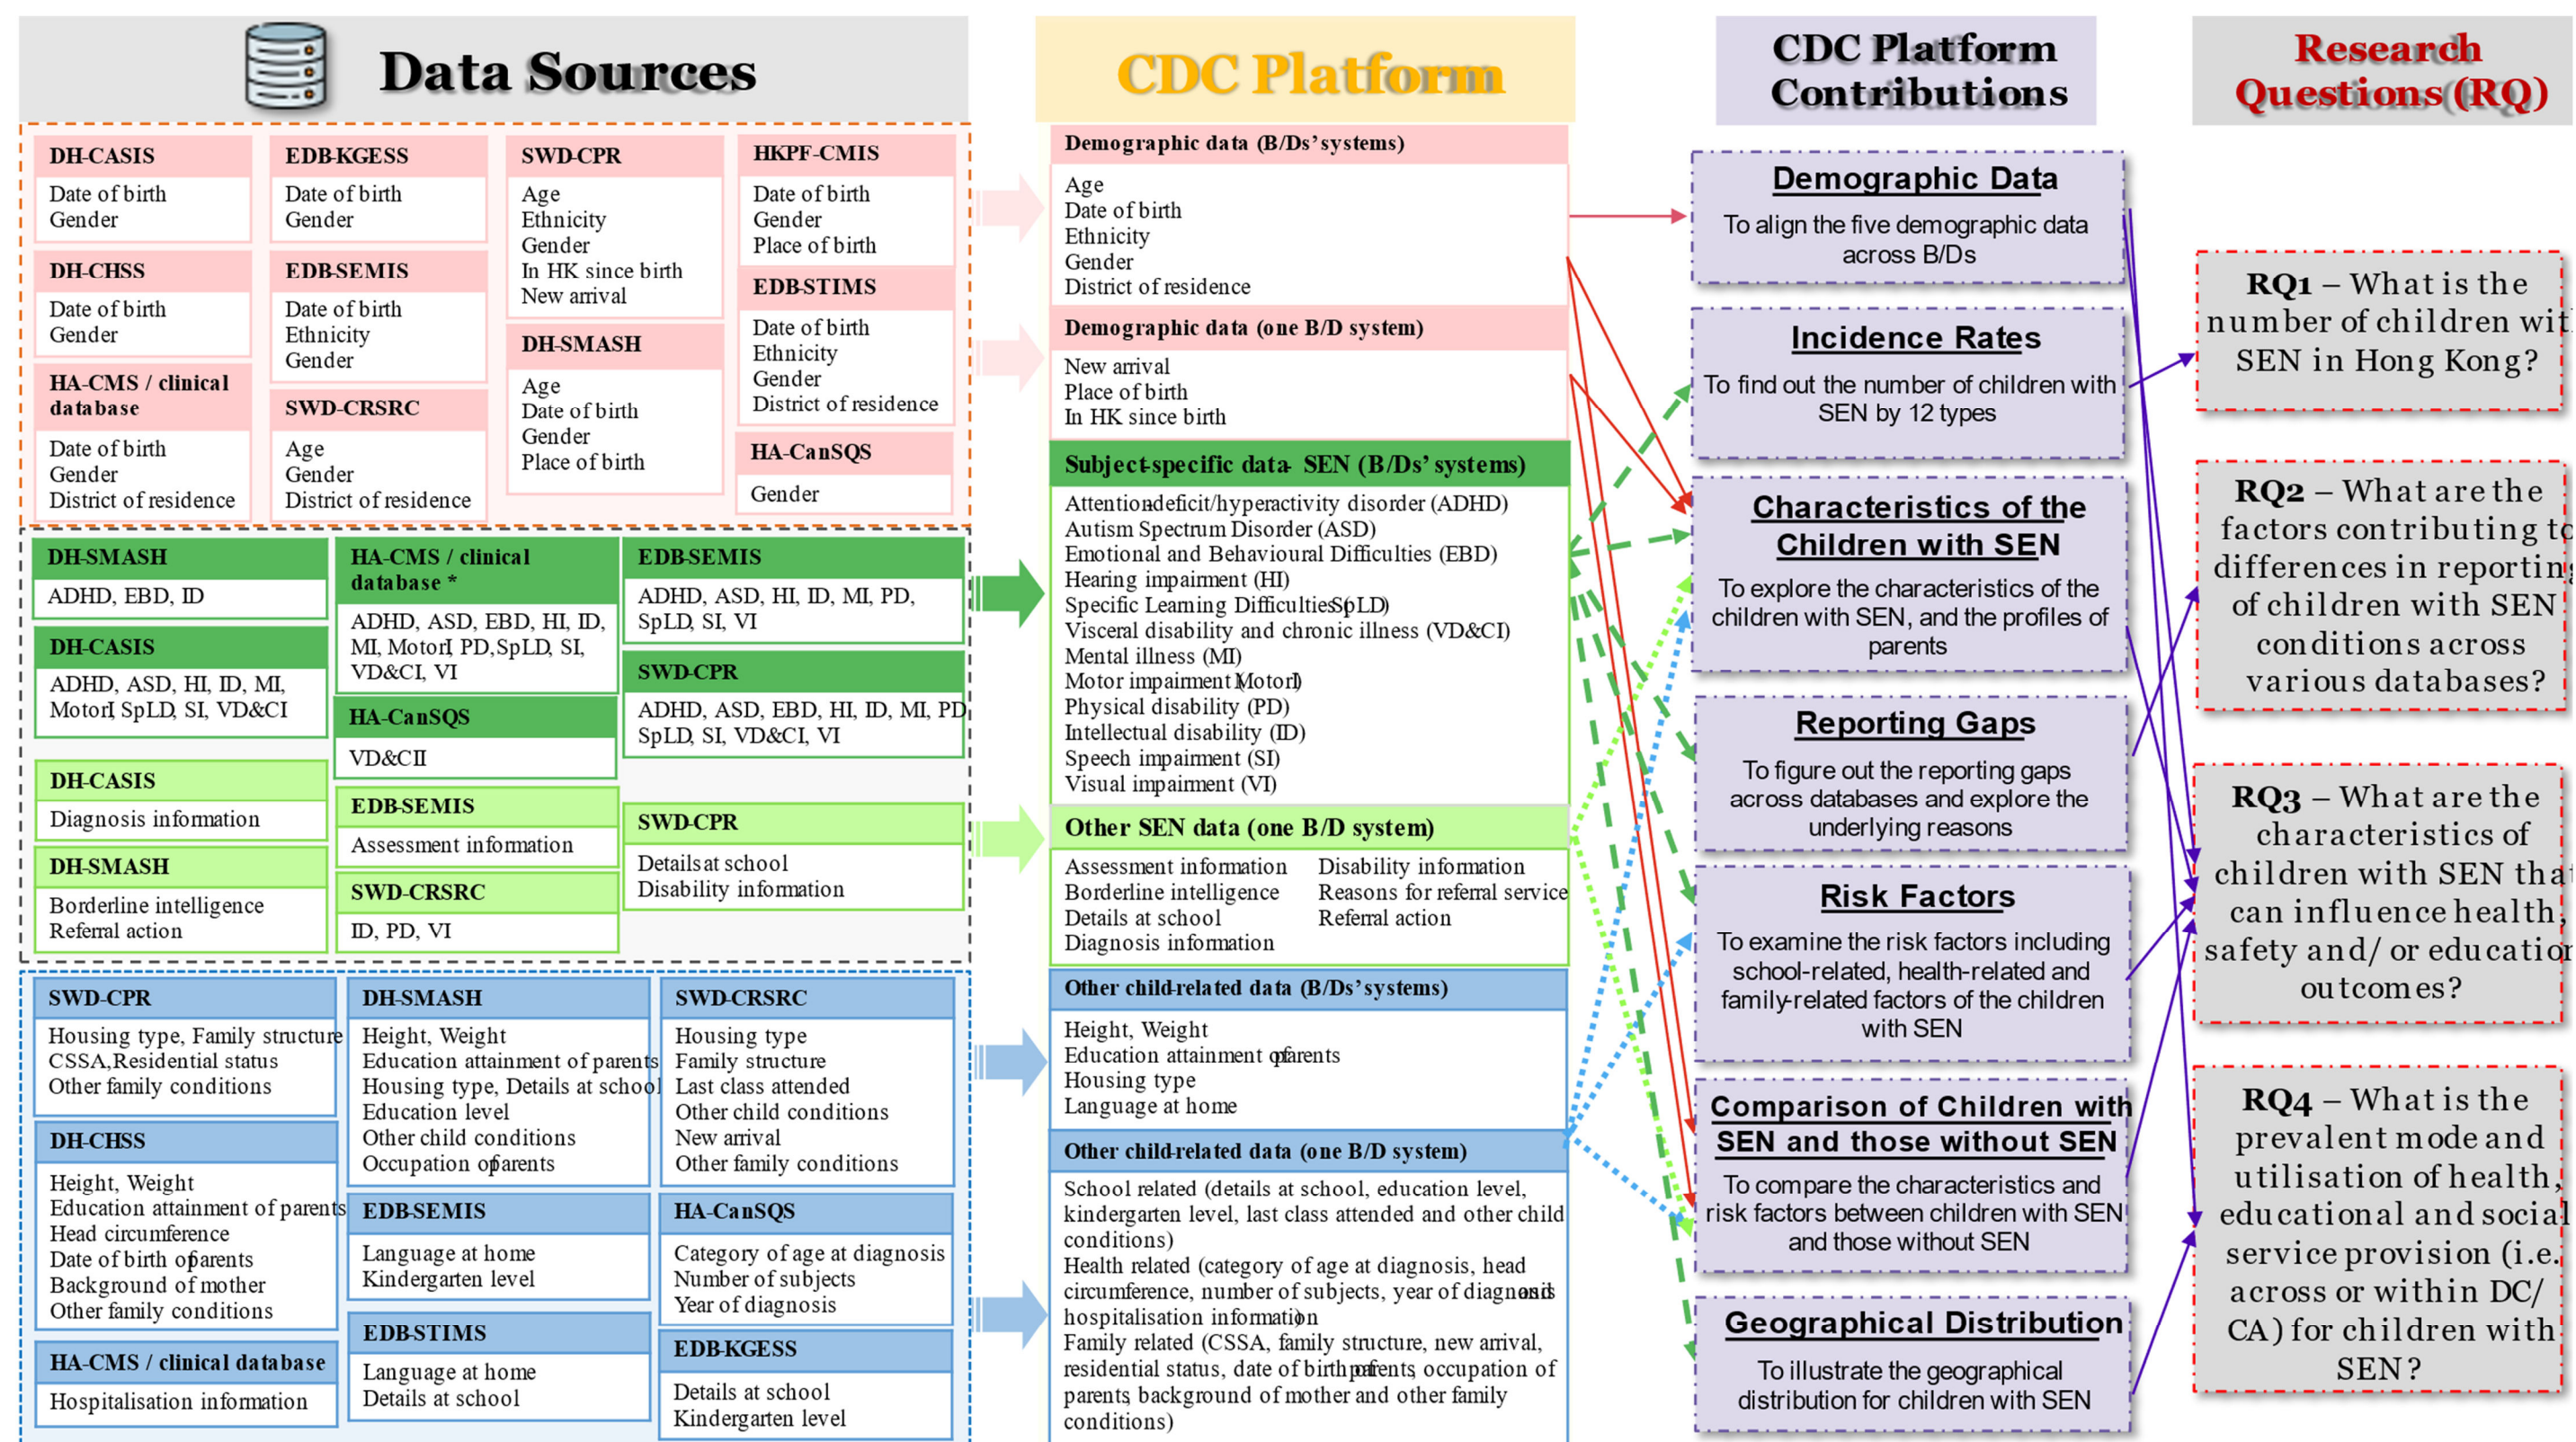 Data Sources
DH-CASIS
Date of birth
Gender
DH-CHSS
Date of birth
Gender
HA-CMS / clinical
database
Date of birth
Gender
District of residence
EDB-KGESS
Date of birth
Gender
EDB-SEMIS
Date of birth
Ethnicity
Gender
SWD-CRSRC
Age
Gender
District of residence
SWD-CPR
Age
Ethnicity
Gender
In HK since birth
New arrival
DH-SMASH
Age
Date of birth
Gender
Place of birth
HKPF-CMIS
Date of birth
Gender
Place of birth
EDB-STIMS
Date of birth
Ethnicity
Gender
District of residence
HA-CanSQS
Gender
DH-SMASH
ADHD, EBD, ID
DH-CASIS
ADHD, ASD, HI, ID, MI,
MotorI, SpLD, SI, VD&CI
DH-CASIS
Diagnosis information
DH-SMASH
Borderline intelligence
Referral action
HA-CMS / clinical
database *
ADHD, ASD, EBD, HI, ID,
MI, MotorI, PD, SpLD, SI,
VD&CI, VI
HA-CanSQS
VD&CII
EDB-SEMIS
Assessment information
SWD-CRSRC
ID, PD, VI
EDB-SEMIS
ADHD, ASD, HI, ID, MI, PD,
SpLD, SI, VI
SWD-CPR
ADHD, ASD, EBD, HI, ID, MI, PD
SpLD, SI, VD&CI, VI
SWD-CPR
Details at school
Disability information
SWD-CPR
Housing type, Family structure
CSSA, Residential status
Other family conditions
DH-CHSS
Height, Weight
Education attainment of parents
Head circumference
Date of birth of parents
Background of mother
Other family conditions
HA-CMS / clinical database
Hospitalisation information
DH-SMASH
Height, Weight
Education attainment of parents
Housing type, Details at school
Education level
Other child conditions
Occupation of parents
EDB-SEMIS
Language at home
Kindergarten level
EDB-STIMS
Language at home
Details at school
SWD-CRSRC
Housing type
Family structure
Last class attended
Other child conditions
New arrival
Other family conditions
HA-CanSQS
Category of age at diagnosis
Number of subjects
Year of diagnosis
EDB-KGESS
Details at school
Kindergarten level
CDC Platform
Demographic data (B/Ds' systems)
Age
Date of birth
Ethnicity
Gender
District of residence
Demographic data (one B/D system)
New arrival
Place of birth
In HK since birth
Subject-specific data- SEN (B/Ds' systems)
Attention-deficit/hyperactivity disorder (ADHD)
Autism Spectrum Disorder (ASD)
Emotional and Behavioural Difficulties (EBD)
Hearing impairment (HI)
Specific Learning Difficulties (SpLD)
Visceral disability and chronic illness (VD&CI)
Mental illness (MI)
Motor impairment (MotorI)
Physical disability (PD)
Intellectual disability (ID)
Speech impairment (SI)
Visual impairment (VI)
Other SEN data (one B/D system)
Assessment information
Borderline intelligence
Details at school
Diagnosis information
Disability information
Reasons for referral service
Referral action
Other child-related data (B/Ds' systems)
Height, Weight
Education attainment of parents
Housing type
Language at home
Other child-related data (one B/D system)
School related (details at school, education level,
kindergarten level, last class attended and other child
conditions)
Health related (category of age at diagnosis, head
circumference, number of subjects, year of diagnosis and
hospitalisation information)
Family related (CSSA, family structure, new arrival,
residential status, date of birth of parents, occupation of
parents, background of mother and other family
conditions)
CDC Platform
Contributions
Demographic Data
To align the five demographic data
across B/Ds
Incidence Rates
To find out the number of children with
SEN by 12 types
Characteristics of the
Children with SEN
To explore the characteristics of the
children with SEN, and the profiles of
parents
Reporting Gaps
To figure out the reporting gaps
across databases and explore the
underlying reasons
Risk Factors
To examine the risk factors including
school-related, health-related and
family-related factors of the children
with SEN
Comparison of Children with
SEN and those without SEN
To compare the characteristics and
risk factors between children with SEN
and those without SEN
Geographical Distribution
To illustrate the geographical
distribution for children with SEN
Research
Questions (RQ)
RQ1 – What is the
number of children wit
SEN in Hong Kong?
RQ2 – What are the
factors contributing to
differences in reporting
of children with SEN
conditions across
various databases?
RQ3 – What are the
characteristics of
children with SEN that
can influence health,
safety and/ or education
outcomes?
RQ4 – What is the
prevalent mode and
utilisation of health,
educational and social
service provision (i.e.
across or within DC/
CA) for children with
SEN?